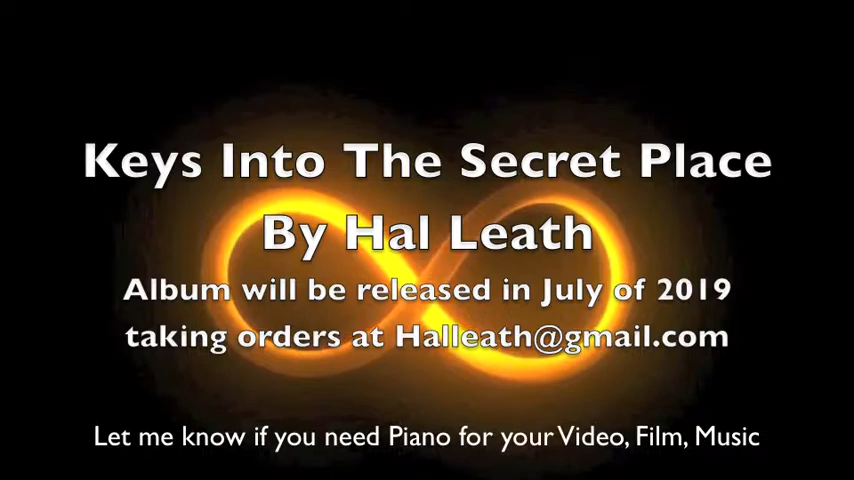 Keys Into The Secret Place
By Hal Leath
Album will be released in July of 2019
taking orders at Halleath@gmail.com
Let me know if you need Piano for your Video, Film, Music